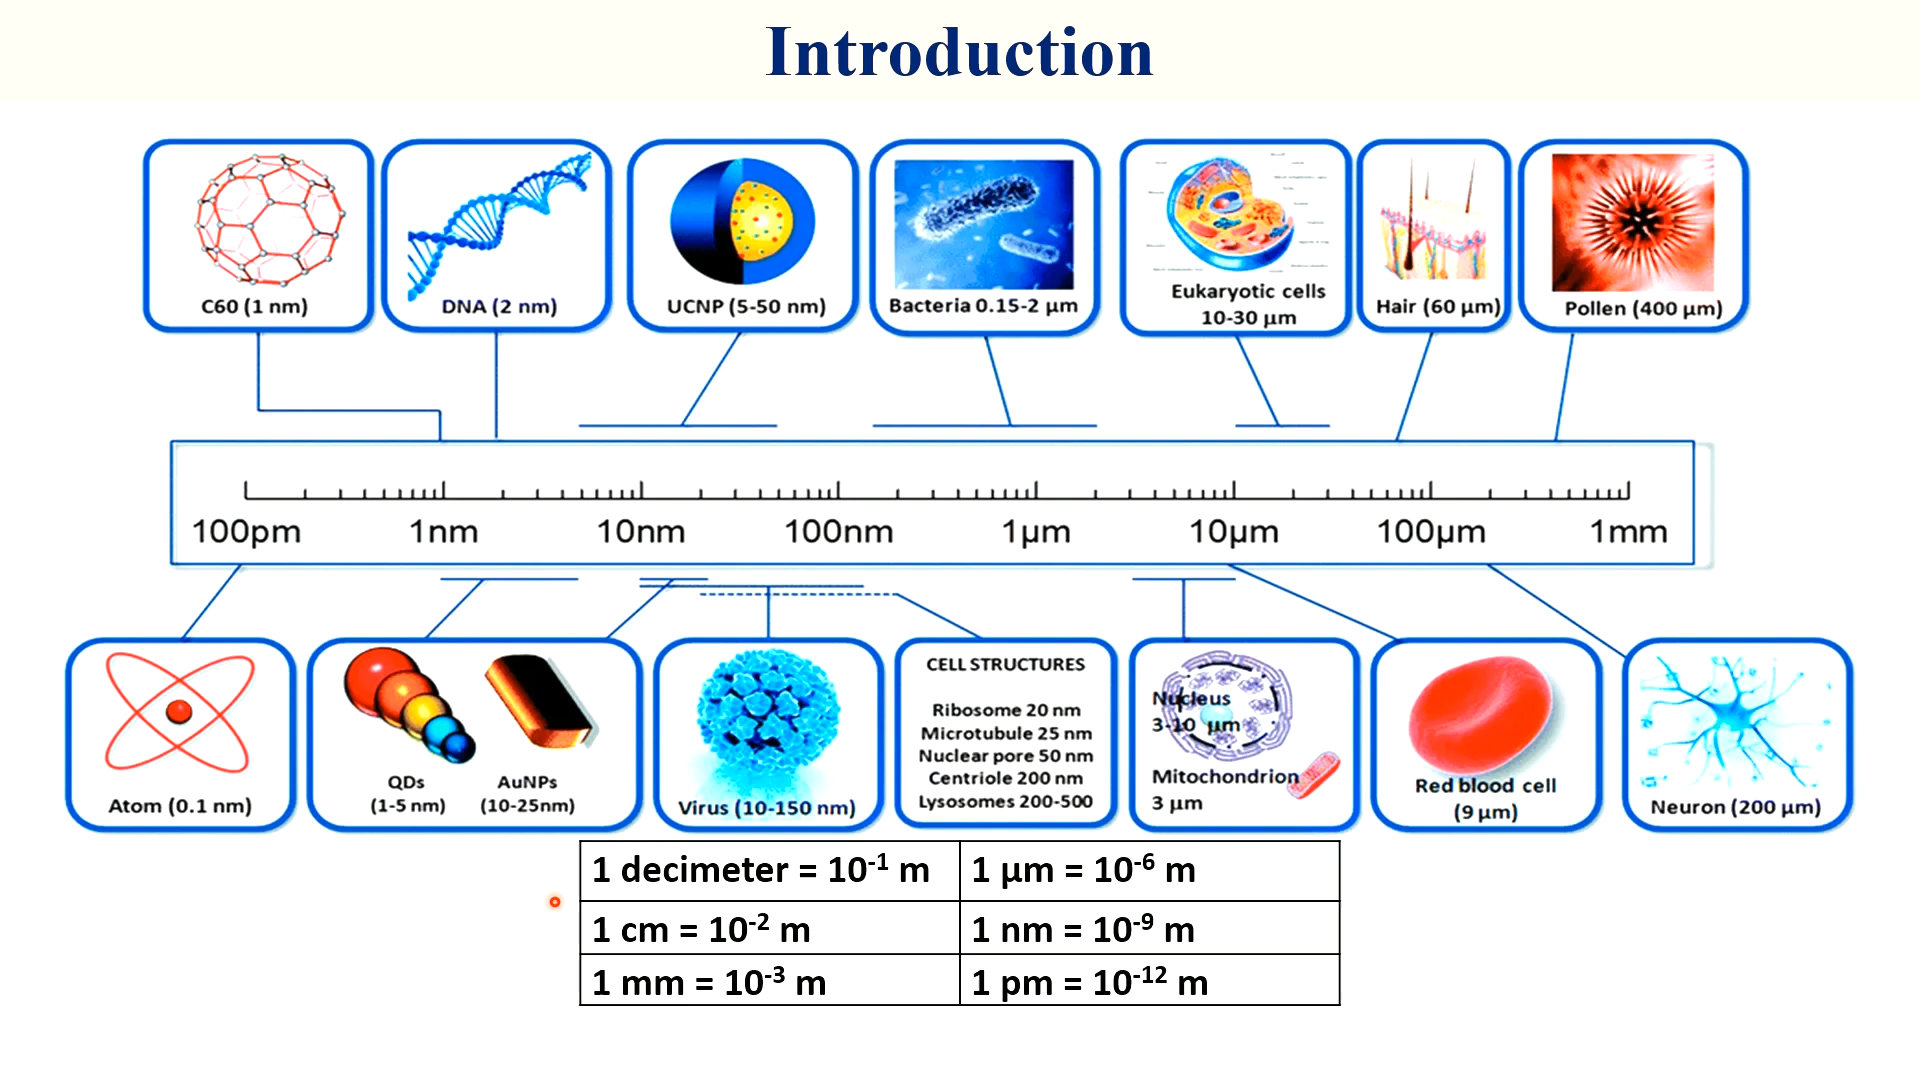 Introduction
C60 (1 nm)
DNA (2 nm)
UCNP (5-50 nm)
Bacteria 0.15-2 µm
Eukaryotic cells
10-30 µm
Hair (60 µm)
Pollen (400 µm)
100pm 1nm 10nm 100nm 1µm 10µm 100µm 1mm
Atom (0.1 nm)
QDs
(1-5 nm)
AuNPs
(10-25nm)
Virus (10-150 nm)
CELL STRUCTURES
Ribosome 20 nm
Microtubule 25 nm
Nuclear pore 50 nm
Centriole 200 nm
Lysosomes 200-500
Nucleus
3-10 µm
Mitochondrion
3 µm
Red blood cell
(9 µm)
Neuron (200 µm)
1 decimeter = 10⁻¹ m
1 µm = 10⁻⁶ m
1 cm = 10⁻² m
1 nm = 10⁻⁹ m
1 mm = 10⁻³ m
1 pm = 10⁻¹² m